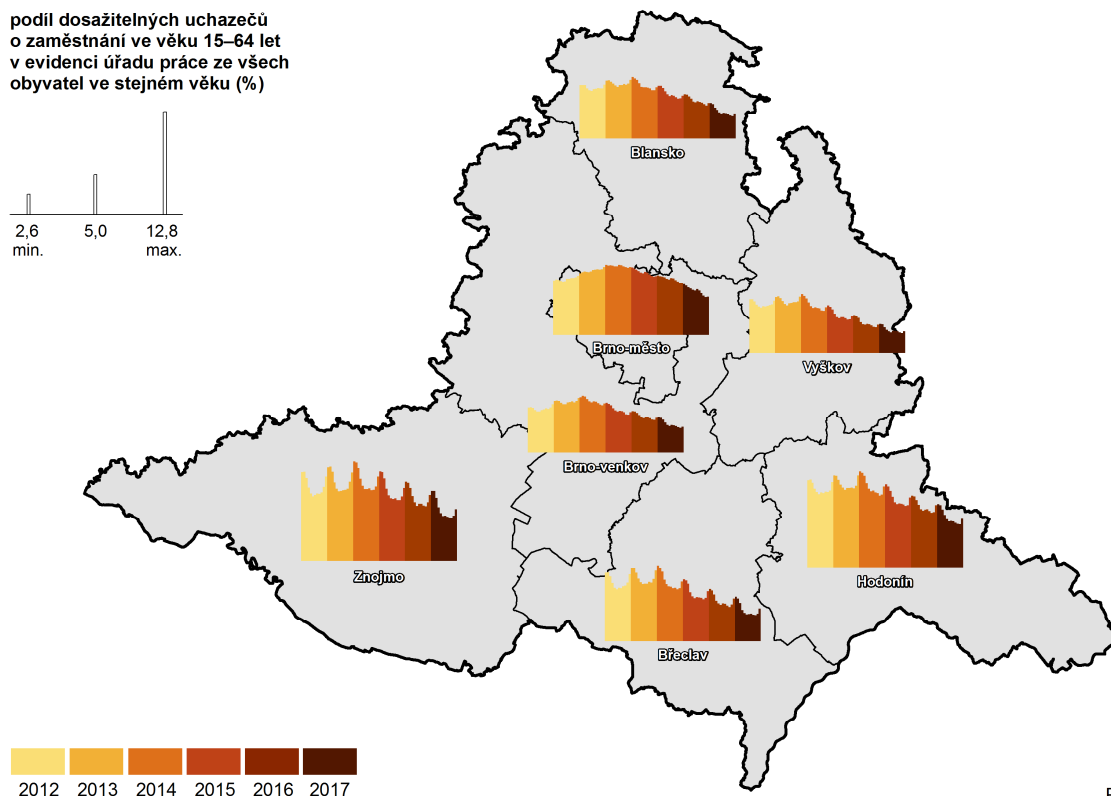 podíl dosažitelných uchazečů
o zaměstnání ve věku 15–64 let
v evidenci úřadu práce ze všech
obyvatel ve stejném věku (%)
2,6 5,0 12,8
min. max.
Blansko
Brno-město
Vyškov
Brno-venkov
Znojmo
Hodonín
Břeclav
2012 2013 2014 2015 2016 2017